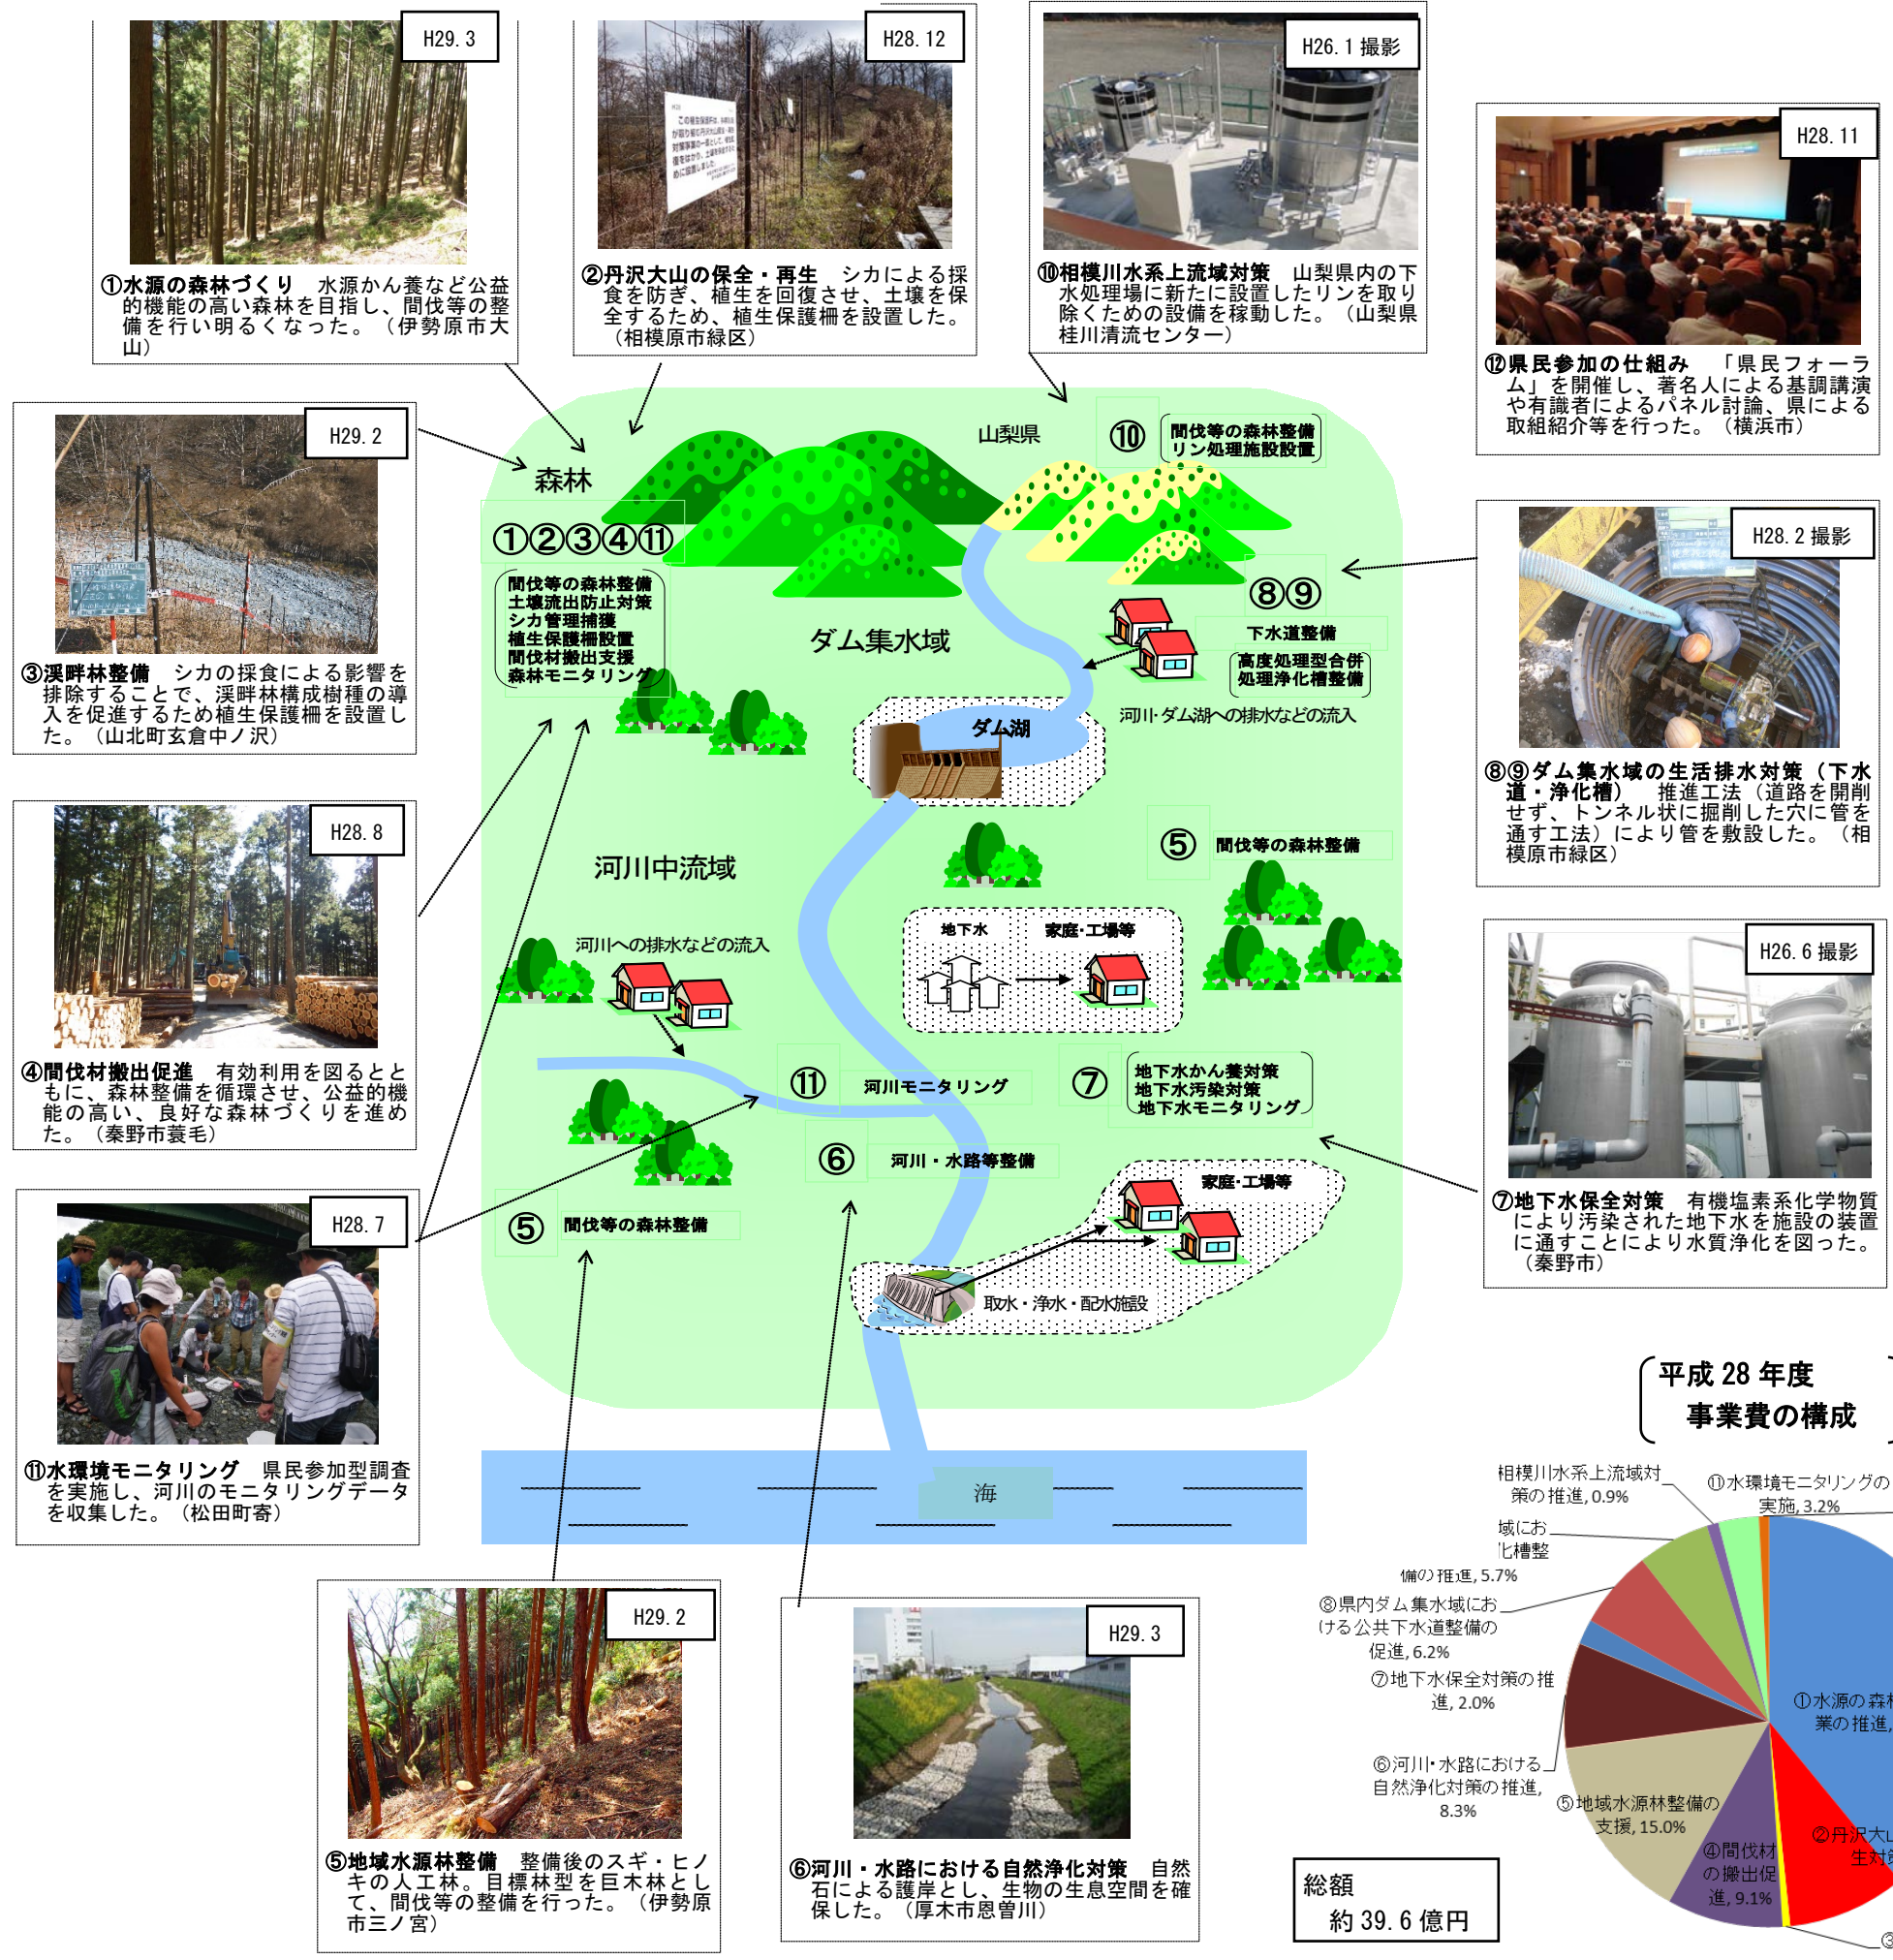 H29.3
①水源の森林づくり　水源かん養など公益
的機能の高い森林を目指し、間伐等の整
備を行い明るくなった。（伊勢原市大
山）
H28.12
②丹沢大山の保全・再生　シカによる採
食を防ぎ、植生を回復させ、土壌を保
全するため、植生保護柵を設置した。
（相模原市緑区）
H26.1 撮影
⑩相模川水系上流域対策　山梨県内の下
水処理場に新たに設置したリンを取り
除くための設備を稼動した。（山梨県
桂川清流センター）
H28.11
⑫県民参加の仕組み　「県民フォーラ
ム」を開催し、著名人による基調講演
や有識者によるパネル討論、県による
取組紹介等を行った。（横浜市）
H29.2
③渓畔林整備　シカの採食による影響を
排除することで、渓畔林構成樹種の導
入を促進するため植生保護柵を設置し
た。（山北町玄倉中ノ沢）
森林
①②③④⑪
間伐等の森林整備
土壌流出防止対策
シカ管理捕獲
植生保護柵設置
間伐材搬出支援
森林モニタリング
山梨県
⑩
間伐等の森林整備
リン処理施設設置
⑧⑨
下水道整備
高度処理型合併
処理浄化槽整備
ダム集水域
河川･ダム湖への排水などの流入
ダム湖
H28.2 撮影
⑧⑨ダム集水域の生活排水対策（下水
道・浄化槽）　推進工法（道路を開削
せず、トンネル状に掘削した穴に管を
通す工法）により管を敷設した。（相
模原市緑区）
H28.8
④間伐材搬出促進　有効利用を図るとと
もに、森林整備を循環させ、公益的機
能の高い、良好な森林づくりを進め
た。（秦野市蓑毛）
河川中流域
⑤
間伐等の森林整備
河川への排水などの流入
地下水
家庭･工場等
⑪
河川モニタリング
⑦
地下水かん養対策
地下水汚染対策
地下水モニタリング
⑥
河川・水路等整備
⑤
間伐等の森林整備
家庭･工場等
取水・浄水・配水施設
海
H26.6 撮影
⑦地下水保全対策　有機塩素系化学物質
により汚染された地下水を施設の装置
に通すことにより水質浄化を図った。
（秦野市）
H28.7
⑪水環境モニタリング　県民参加型調査
を実施し、河川のモニタリングデータ
を収集した。（松田町寄）
H29.2
⑤地域水源林整備　整備後のスギ・ヒノ
キの人工林。目標林型を巨木林とし
て、間伐等の整備を行った。（伊勢原
市三ノ宮）
H29.3
⑥河川・水路における自然浄化対策　自然
石による護岸とし、生物の生息空間を確
保した。（厚木市恩曽川）
平成 28 年度
事業費の構成
相模川水系上流域対
策の推進, 0.9%
⑪水環境モニタリングの
実施, 3.2%
域にお
化槽整
備の推進, 5.7%
⑧県内ダム集水域にお
ける公共下水道整備の
促進, 6.2%
⑦地下水保全対策の推
進, 2.0%
⑥河川・水路における
自然浄化対策の推進,
8.3%
⑤地域水源林整備の
支援, 15.0%
④間伐材
の搬出促
進, 9.1%
①水源の森林
業の推進,
②丹沢大山
生対策
③
総額
約 39.6 億円